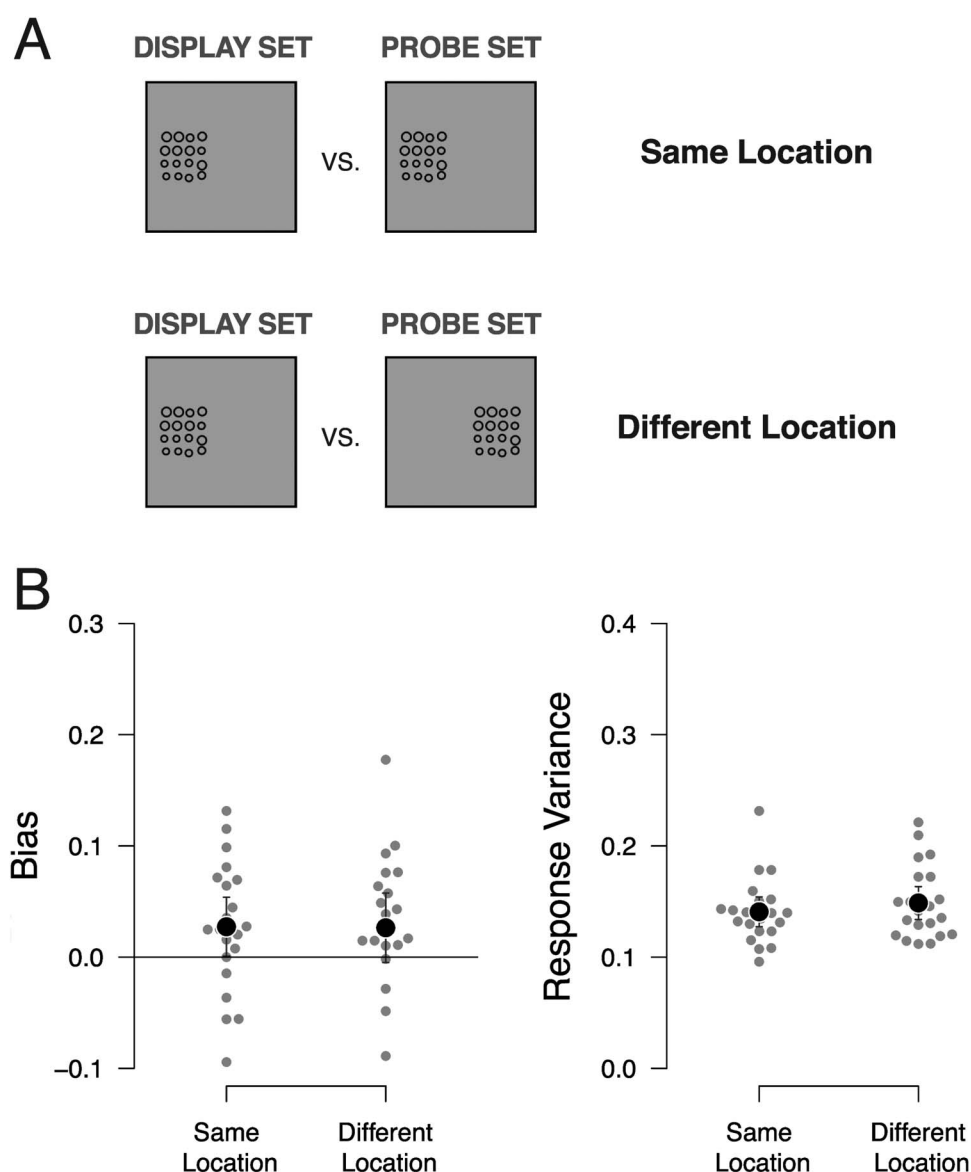 A
DISPLAY SET PROBE SET
vs.
Same Location
DISPLAY SET PROBE SET
vs.
Different Location
B
0.3
0.2
0.1
0.0
−0.1
Bias
Same
Location
Different
Location
0.4
0.3
0.2
0.1
0.0
Response Variance
Same
Location
Different
Location